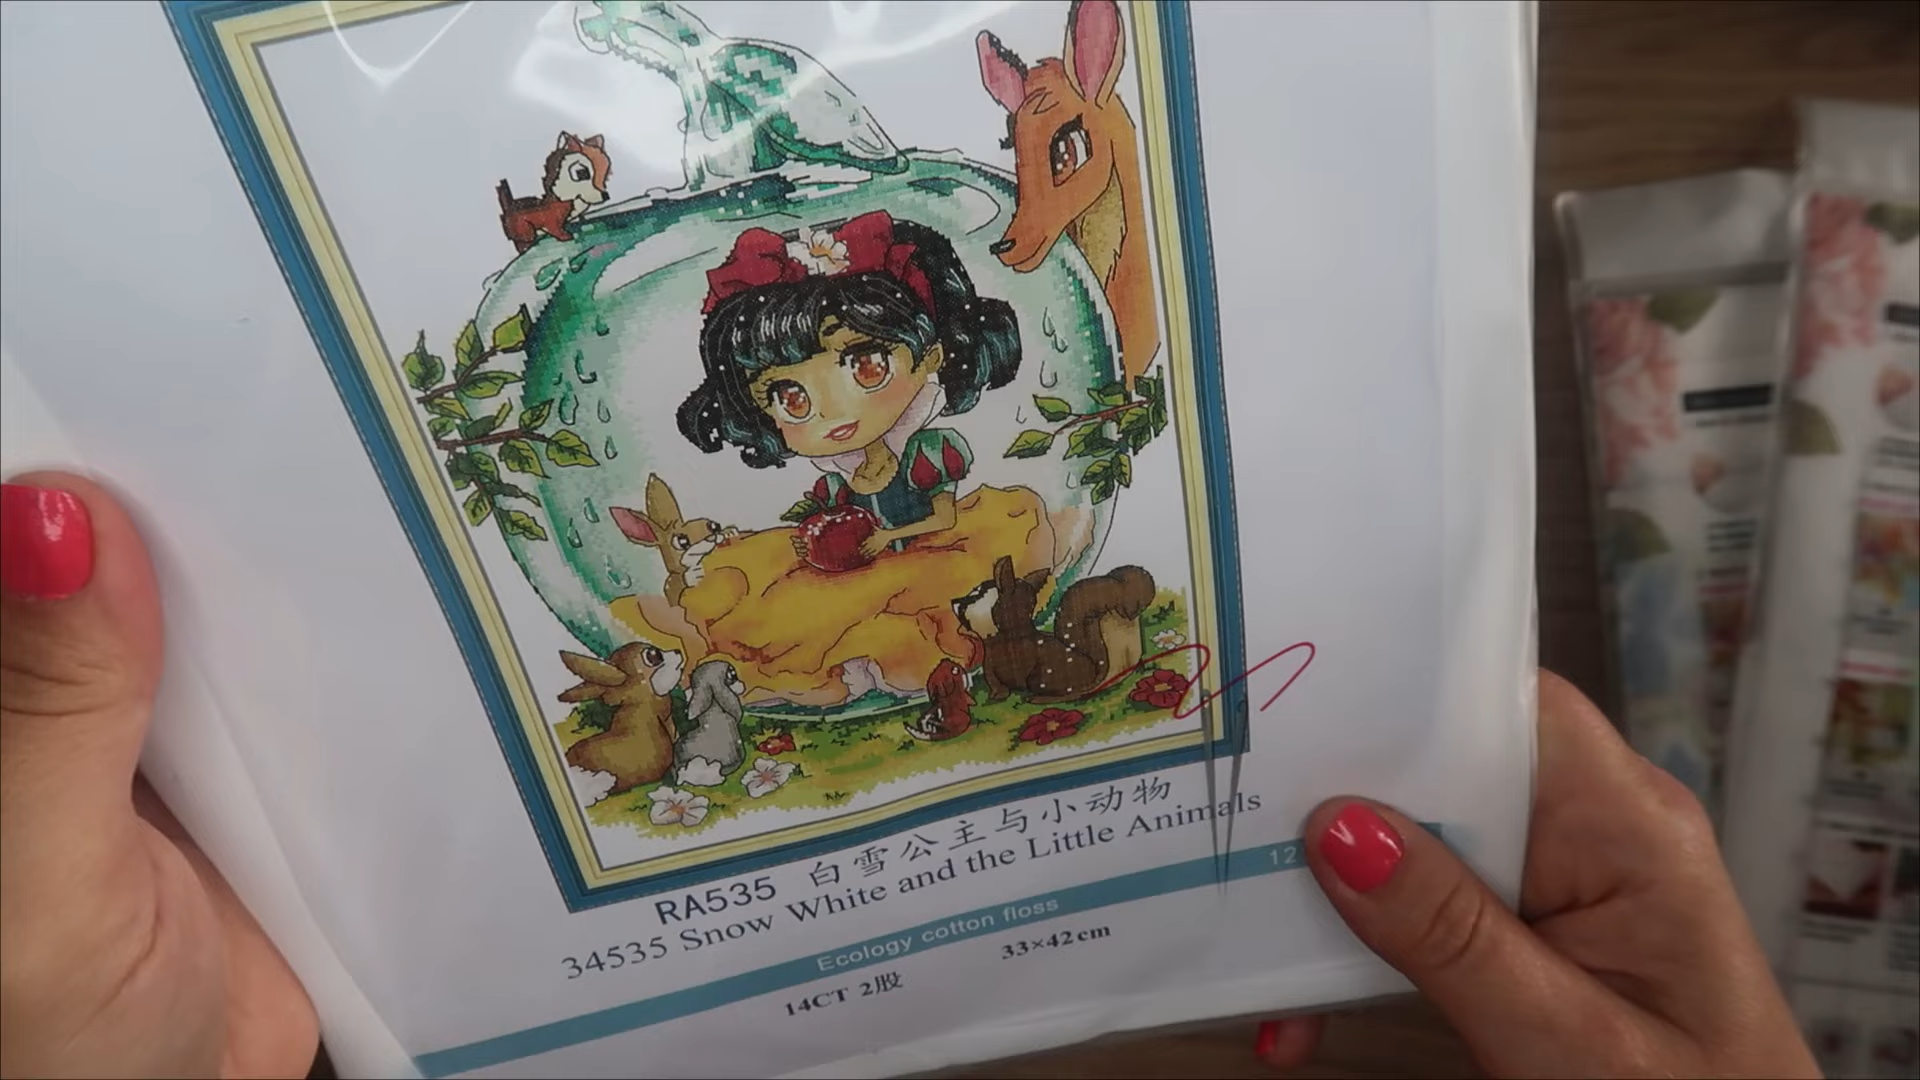 RA535 白雪公主与小动物
34535 Snow White and the Little Animals
Ecology cotton floss 12
14CT 2股 33×42cm